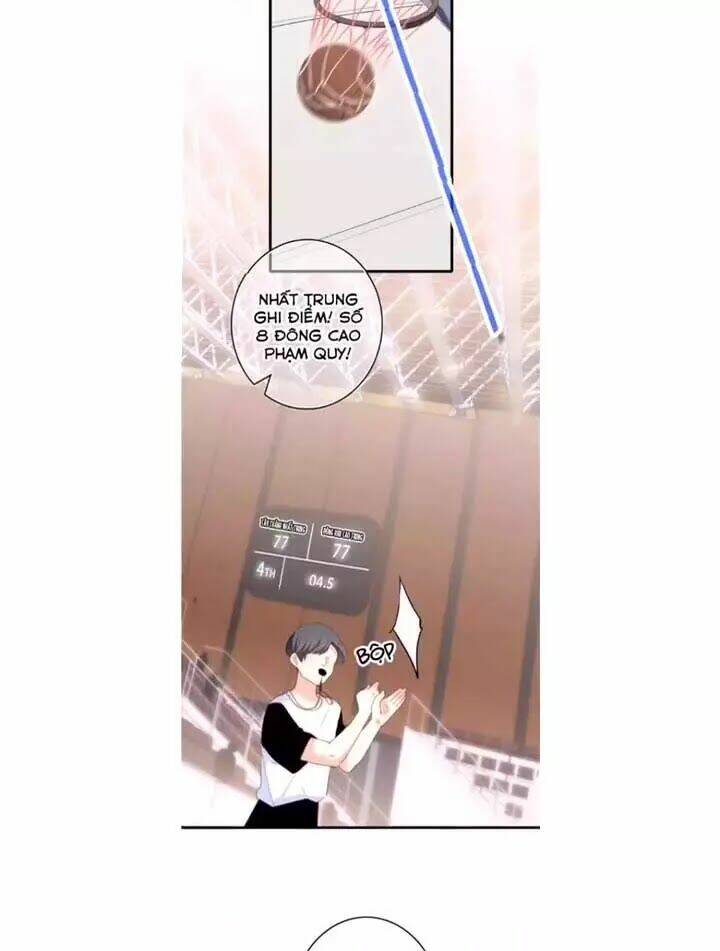 NHẤT TRUNG
GHI ĐIỂM! SỐ
8 ĐÔNG CAO
PHẠM QUY!
77
77
4TH
04.5
BỘP